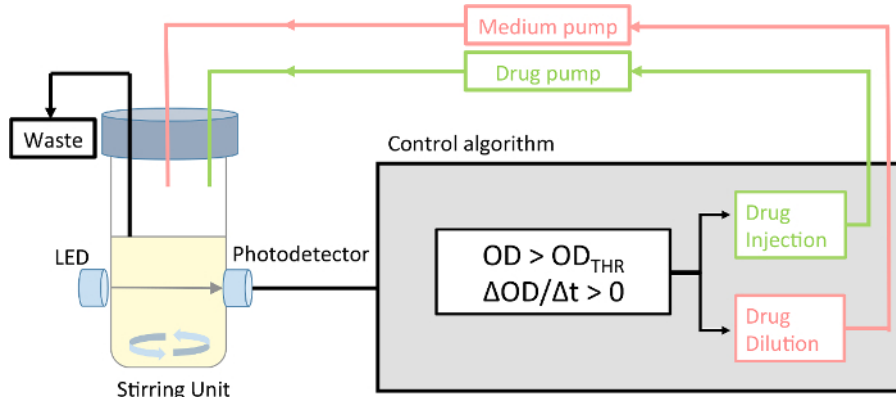 Medium pump
Drug pump
Waste
Control algorithm
LED
Photodetector
OD > OD_THR
ΔOD/Δt > 0
Drug
Injection
Drug
Dilution
Stirring Unit